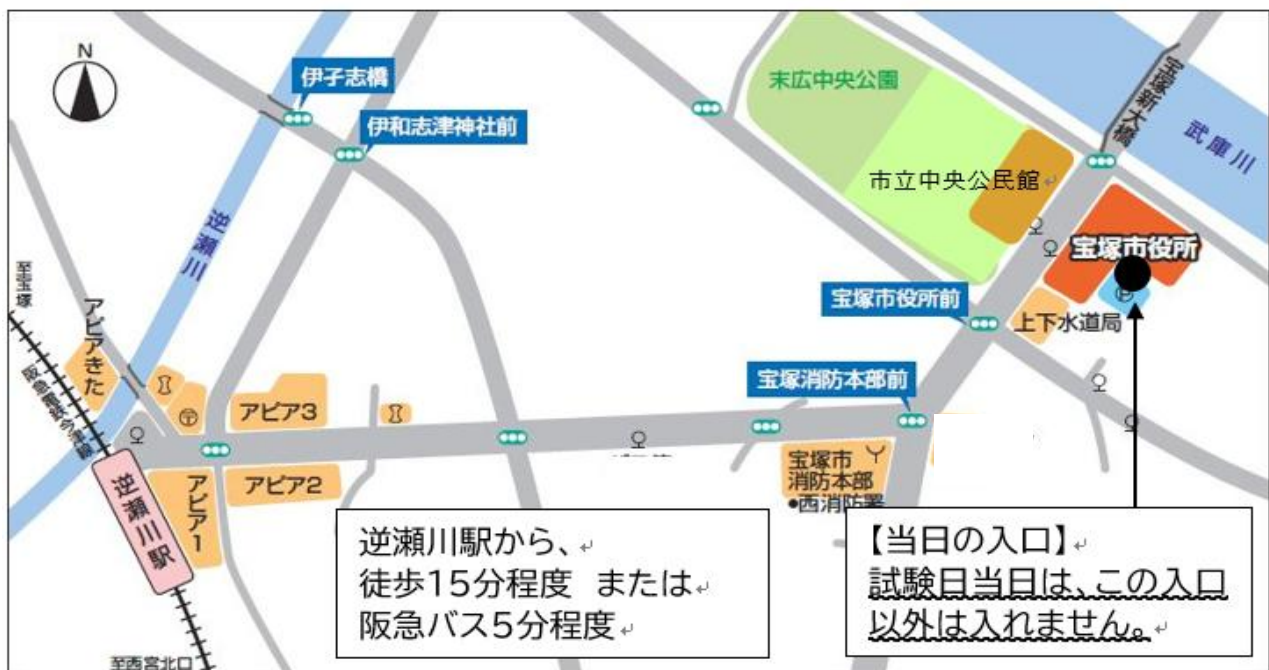 N
伊孑志橋
伊和志津神社前
末広中央公園
宝塚新大橋
武庫川
市立中央公民館
逆瀬川
宝塚市役所
至宝塚
アピアきた
宝塚市役所前
上下水道局
阪急電鉄今津線
宝塚消防本部前
アピア3
アピア2
アピア1
逆瀬川駅
宝塚市
消防本部
●西消防署
逆瀬川駅から、
徒歩15分程度 または
阪急バス5分程度
【当日の入口】
試験日当日は、この入口
以外は入れません。
至西宮北口